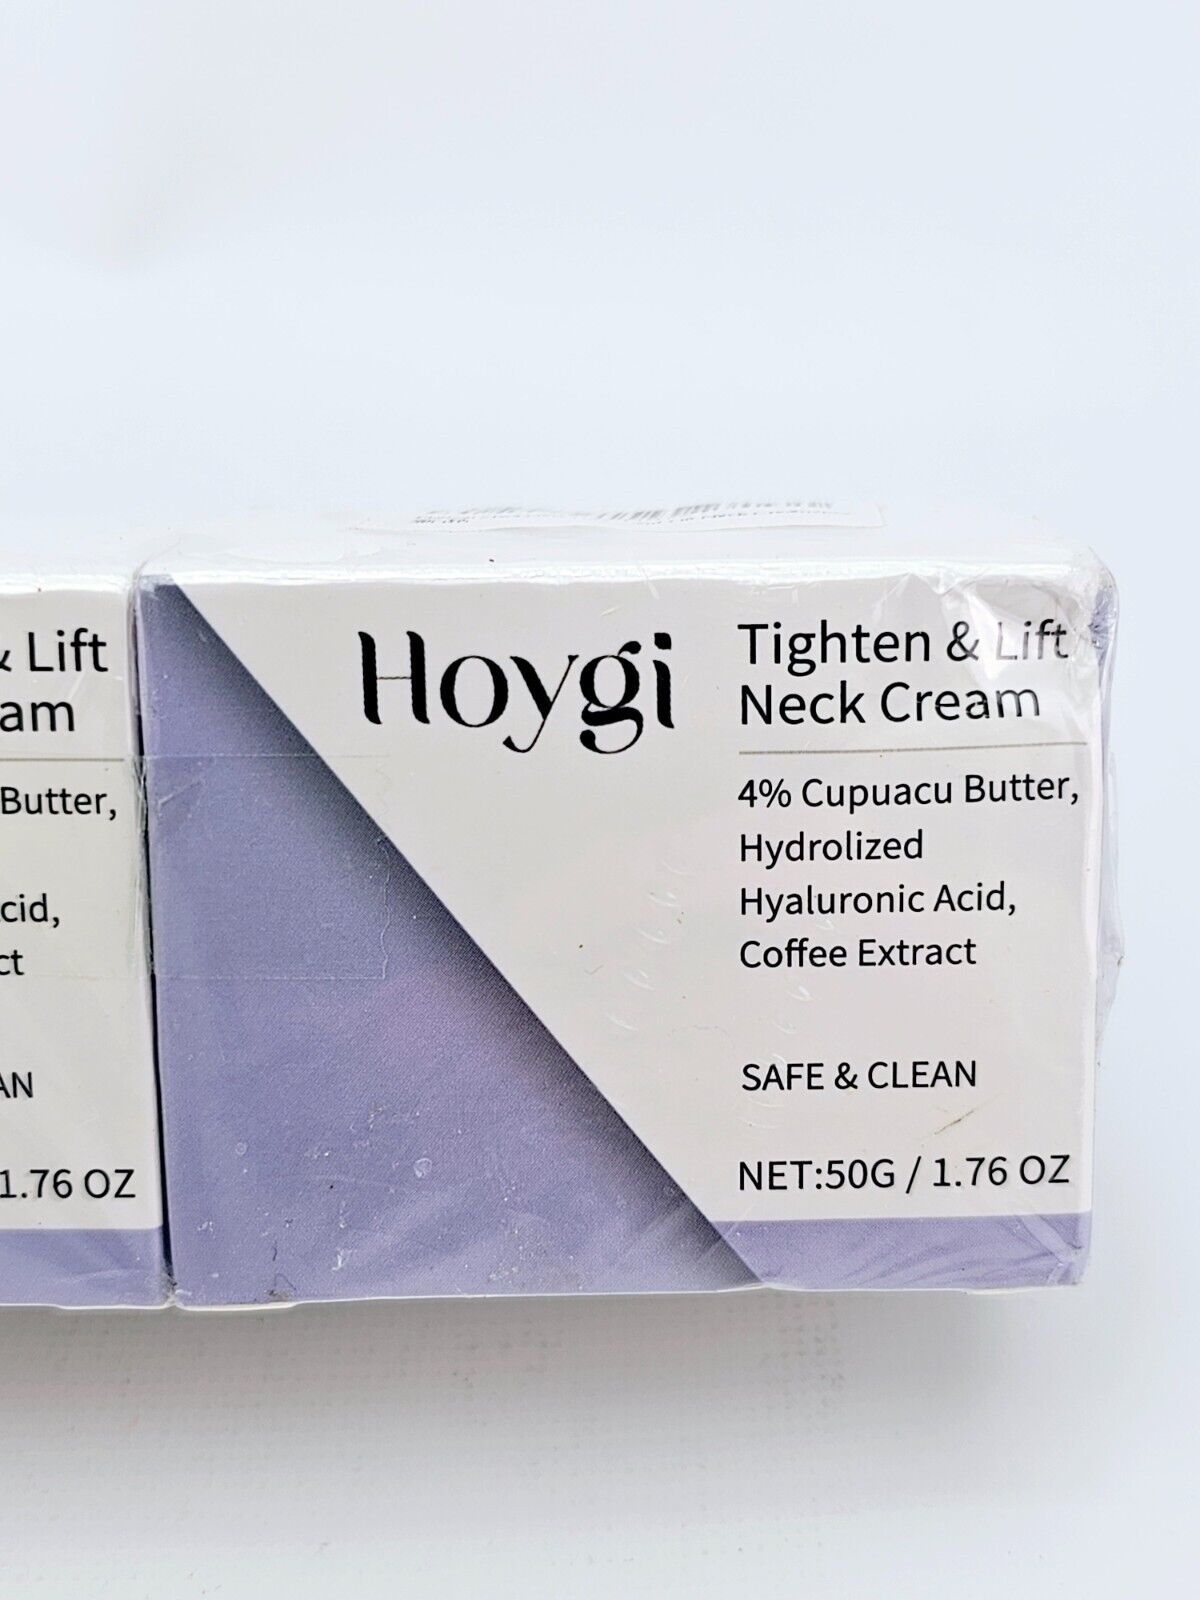 & Lift
am
Butter,
cid,
ct
AN
1.76 OZ
Hoygi
Tighten & Lift
Neck Cream
4% Cupuacu Butter,
Hydrolized
Hyaluronic Acid,
Coffee Extract
SAFE & CLEAN
NET:50G / 1.76 OZ